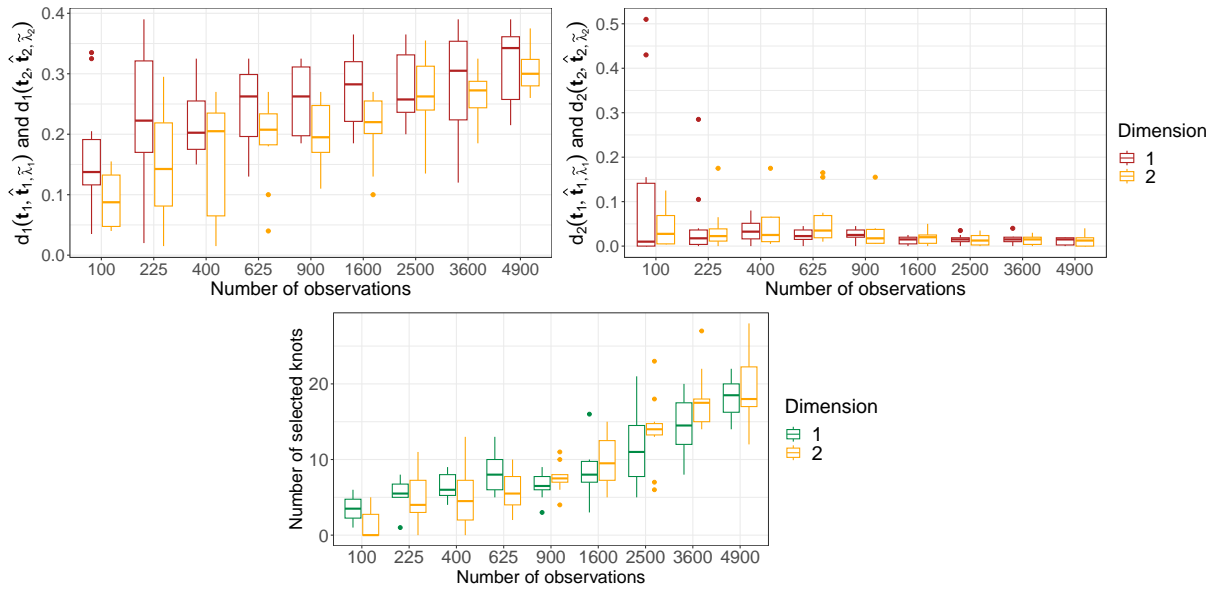 d₁(t₁, t̂₁,λ̃₁) and d₁(t₂, t̂₂,λ̃₂)
0.4
0.3
0.2
0.1
0.0
100 225 400 625 900 1600 2500 3600 4900
Number of observations
d₂(t₁, t̂₁,λ̃₁) and d₂(t₂, t̂₂,λ̃₂)
0.5
0.4
0.3
0.2
0.1
0.0
100 225 400 625 900 1600 2500 3600 4900
Number of observations
Dimension
1
2
Number of selected knots
20
10
0
100 225 400 625 900 1600 2500 3600 4900
Number of observations
Dimension
1
2